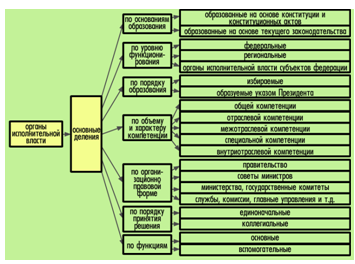 органы
исполнительной
власти
основные
деления
по основаниям
образования
образованные на основе конституции и
конституционных актов
образованные на основе текущего законодательства
по уровню
функциони-
рования
федеральные
региональные
органы исполнительной власти субъектов федерации
по порядку
образования
избираемые
образуемые указом Президента
по объему
и характеру
компетенции
общей компетенции
отраслевой компетенции
межотраслевой компетенции
специальной компетенции
внутриотраслевой компетенции
по органи-
зационно
правовой
форме
правительство
советы министров
министерства, государственные комитеты
службы, комиссии, главные управления и т.д.
по порядку
принятия
решения
единоначальные
коллегиальные
по функциям
основные
вспомогательные